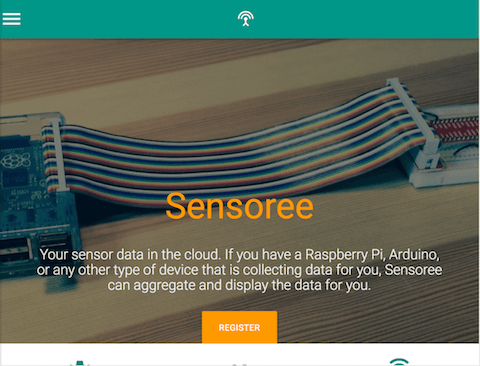 Sensoree
Your sensor data in the cloud. If you have a Raspberry Pi, Arduino,
or any other type of device that is collecting data for you, Sensoree
can aggregate and display the data for you.
REGISTER